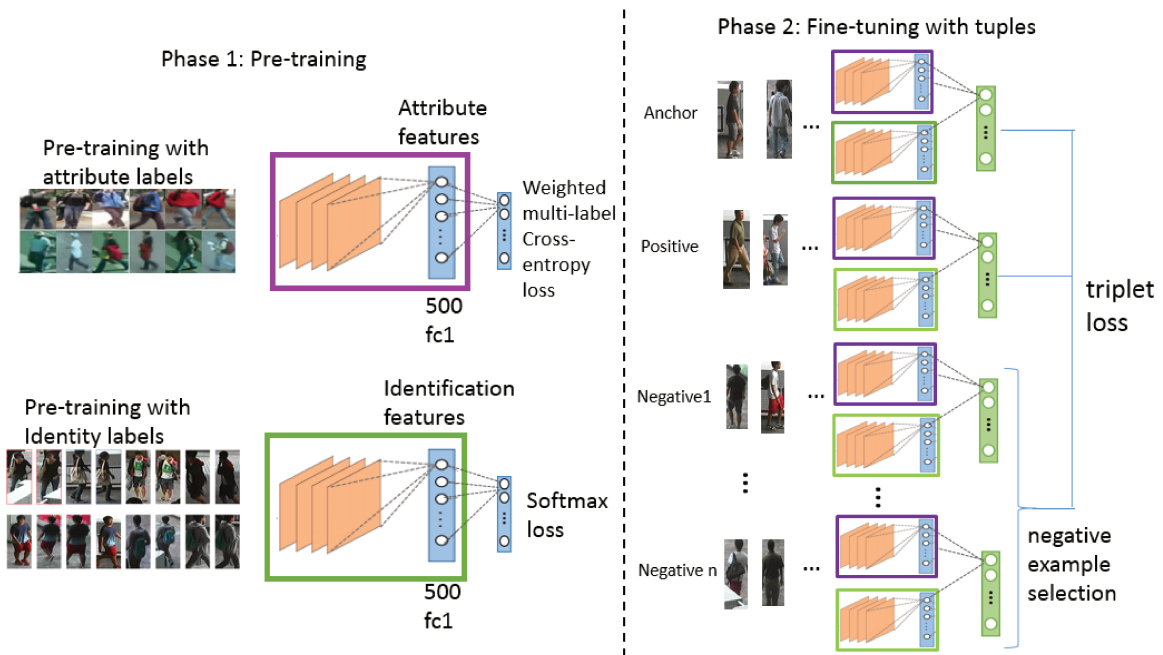 Phase 1: Pre-training
Pre-training with
attribute labels
Attribute
features
Weighted
multi-label
Cross-
entropy
loss
500
fc1
Pre-training with
Identity labels
Identification
features
Softmax
loss
500
fc1
Phase 2: Fine-tuning with tuples
Anchor
...
Positive
...
Negative1
...
Negative n
...
triplet
loss
negative
example
selection